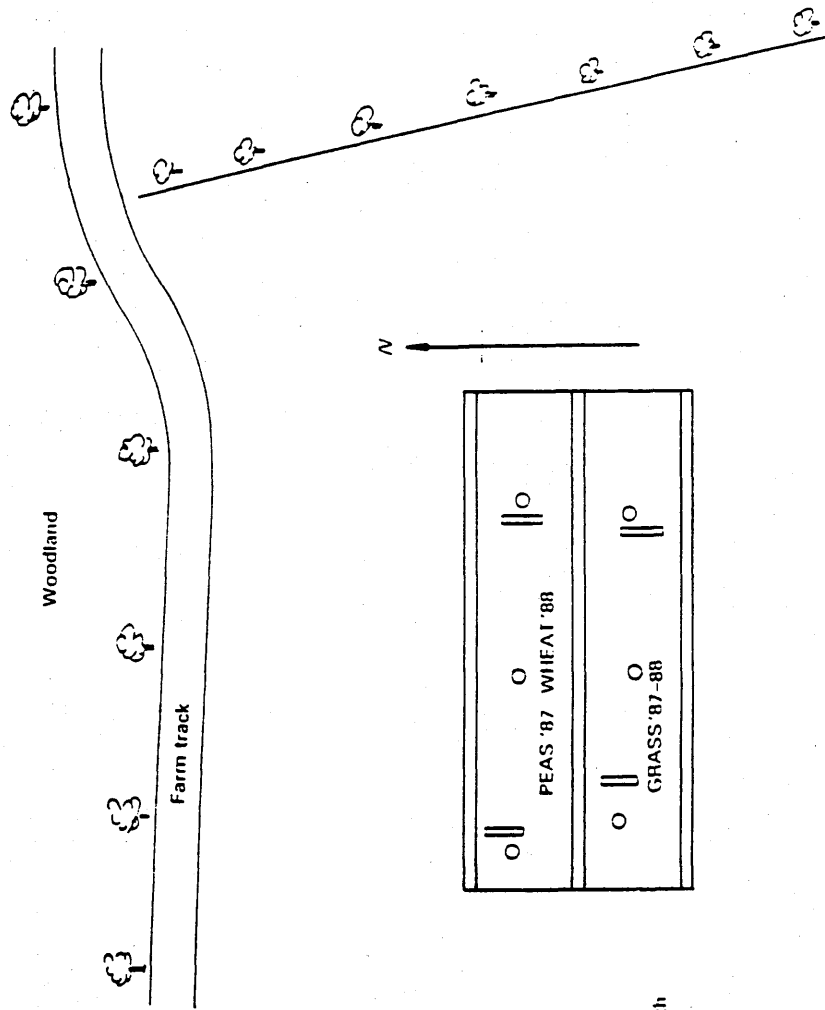 Woodland
Farm track
N
PEAS '87 WHEAT '88
GRASS '87-88
h